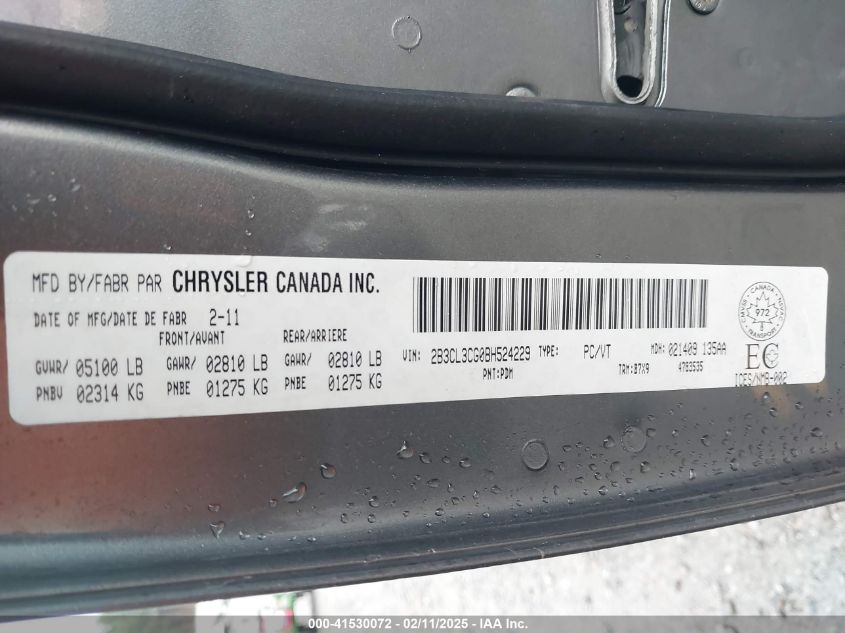 MFD BY/FABR PAR CHRYSLER CANADA INC.
DATE OF MFG/DATE DE FABR 2-11
FRONT/AVANT REAR/ARRIERE
GVWR/ 05100 LB GAWR/ 02810 LB GAWR/ 02810 LB
PNBV 02314 KG PNBE 01275 KG PNBE 01275 KG
VIN: 2B3CL3CG0BH524229 TYPE: PC/VT MDH: 021409 135AA
PNT:PDM TRM:B7X9 4783535
CANADA
972
TRANSPORT
EC
ICES/NMB-002
000-41530072 - 02/11/2025 - IAA Inc.